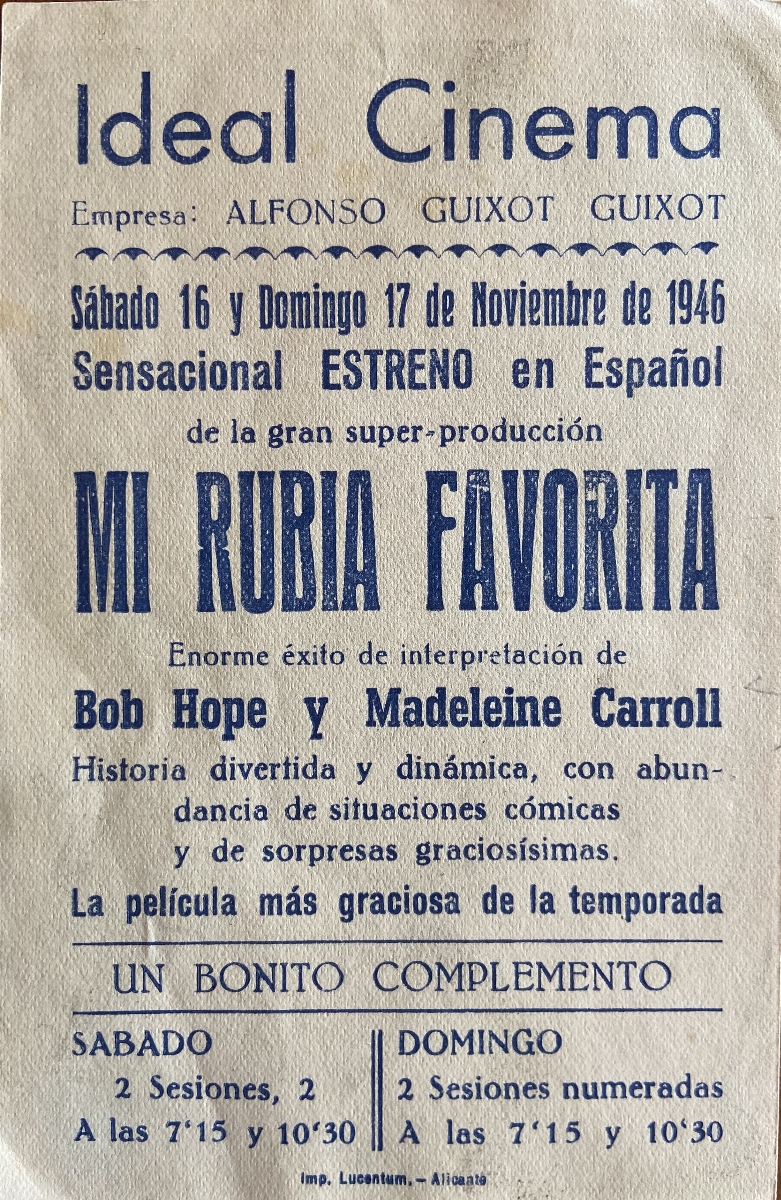 Ideal Cinema
Empresa: ALFONSO GUIXOT GUIXOT
Sábado 16 y Domingo 17 de Noviembre de 1946
Sensacional ESTRENO en Español
de la gran super-producción
MI RUBIA FAVORITA
Enorme éxito de interpretación de
Bob Hope y Madeleine Carroll
Historia divertida y dinámica, con abun-
dancia de situaciones cómicas
y de sorpresas graciosísimas.
La película más graciosa de la temporada
UN BONITO COMPLEMENTO
SABADO
2 Sesiones, 2
A las 7'15 y 10'30
DOMINGO
2 Sesiones numeradas
A las 7'15 y 10'30
Imp. Lucentum.-Alicante